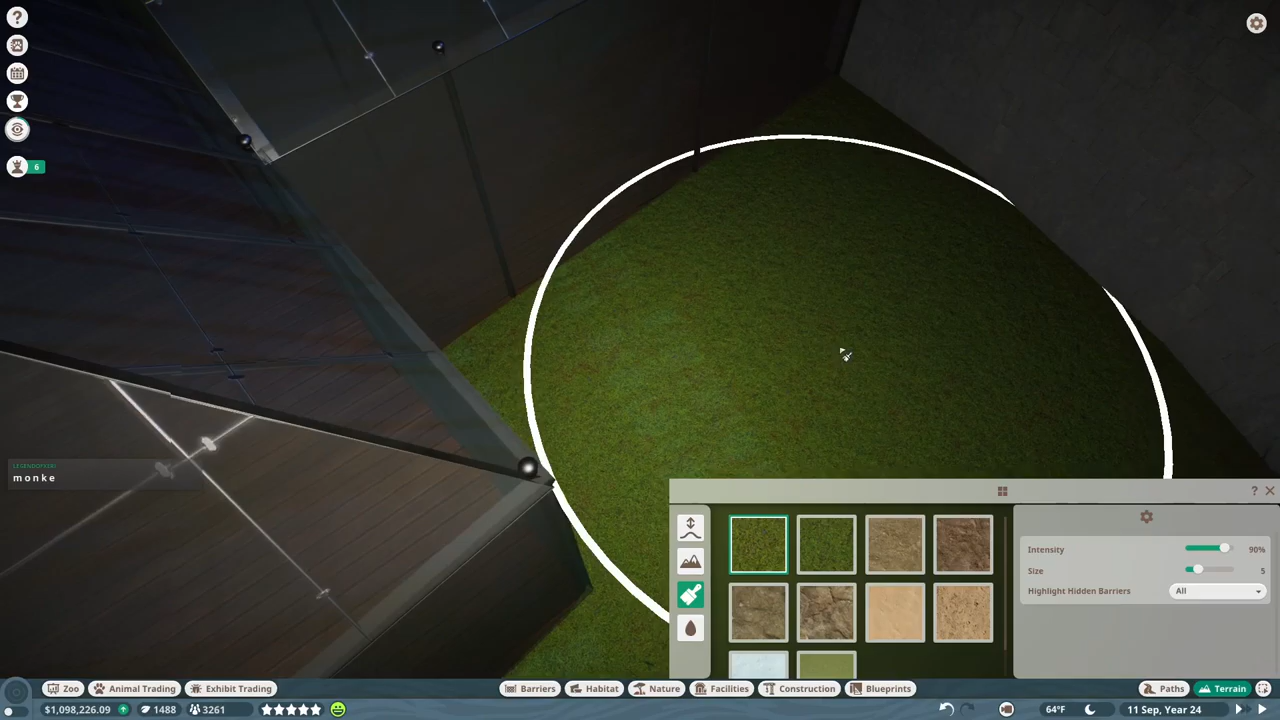 ?
6
LEGENDOFEEKI
monke
?
Intensity 90%
Size 5
Highlight Hidden Barriers All
Zoo Animal Trading Exhibit Trading Barriers Habitat Nature Facilities Construction Blueprints Paths Terrain
$1,098,226.09 1488 3261 64°F 11 Sep, Year 24